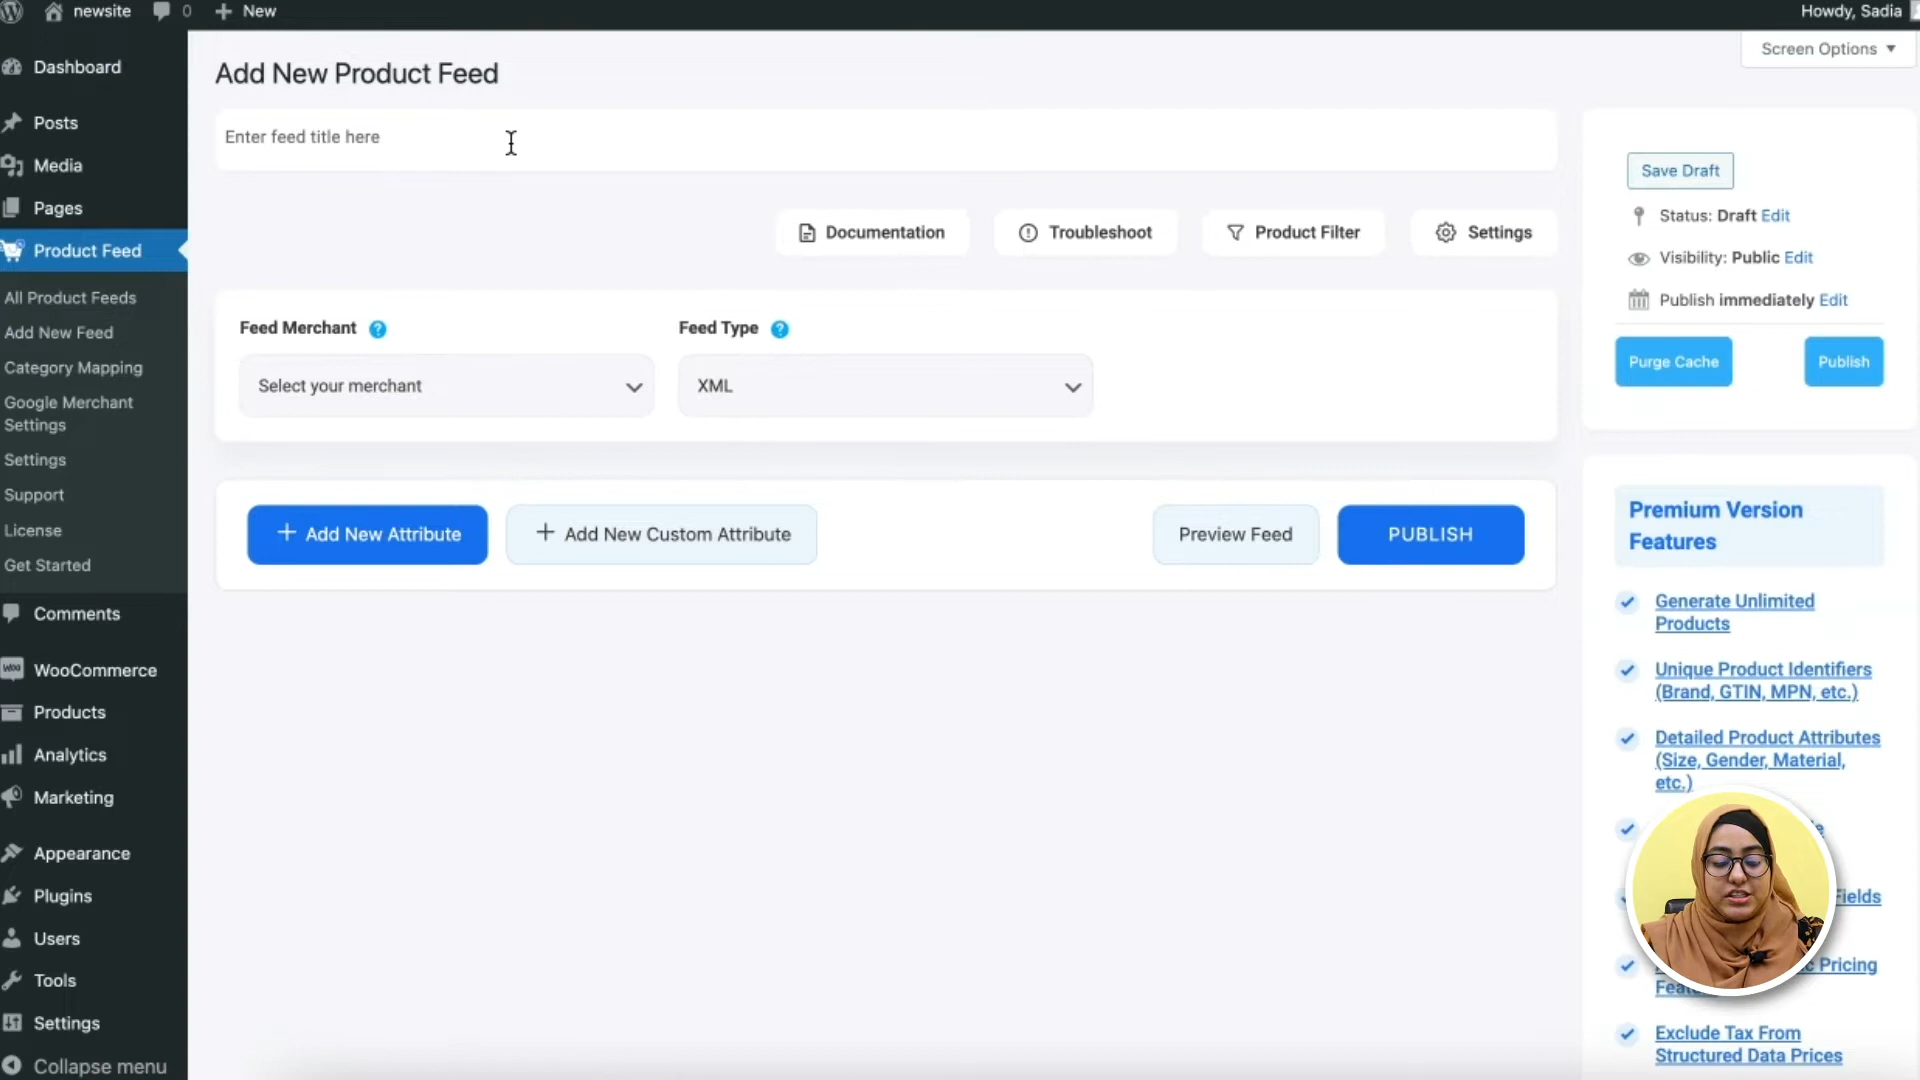 newsite
0
New
Howdy, Sadia
Screen Options
Dashboard
Posts
Media
Pages
Product Feed
All Product Feeds
Add New Feed
Category Mapping
Google Merchant
Settings
Settings
Support
License
Get Started
Comments
WooCommerce
Products
Analytics
Marketing
Appearance
Plugins
Users
Tools
Settings
Collapse menu
Add New Product Feed
Enter feed title here
Documentation
Troubleshoot
Product Filter
Settings
Feed Merchant ?
Feed Type ?
Select your merchant
XML
+ Add New Attribute
+ Add New Custom Attribute
Preview Feed
PUBLISH
Save Draft
Status: Draft Edit
Visibility: Public Edit
Publish immediately Edit
Purge Cache
Publish
Premium Version
Features
Generate Unlimited
Products
Unique Product Identifiers
(Brand, GTIN, MPN, etc.)
Detailed Product Attributes
(Size, Gender, Material,
etc.)
Fields
Pricing
Exclude Tax From
Structured Data Prices